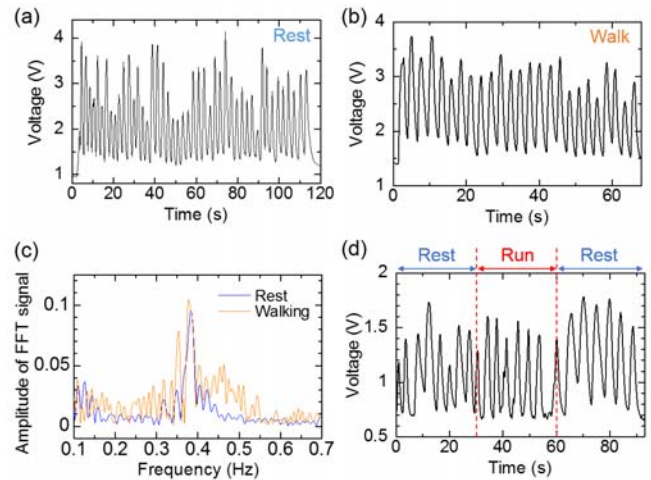 (a)
Rest
Voltage (V)
4
3
2
1
0 20 40 60 80 100 120
Time (s)
(b)
Walk
Voltage (V)
4
3
2
1
0 20 40 60
Time (s)
(c)
Rest
Walking
Amplitude of FFT signal
0.1
0.05
0
0.1 0.2 0.3 0.4 0.5 0.6 0.7
Frequency (Hz)
(d)
Rest Run Rest
Voltage (V)
2
1.5
1
0.5
0 20 40 60 80
Time (s)